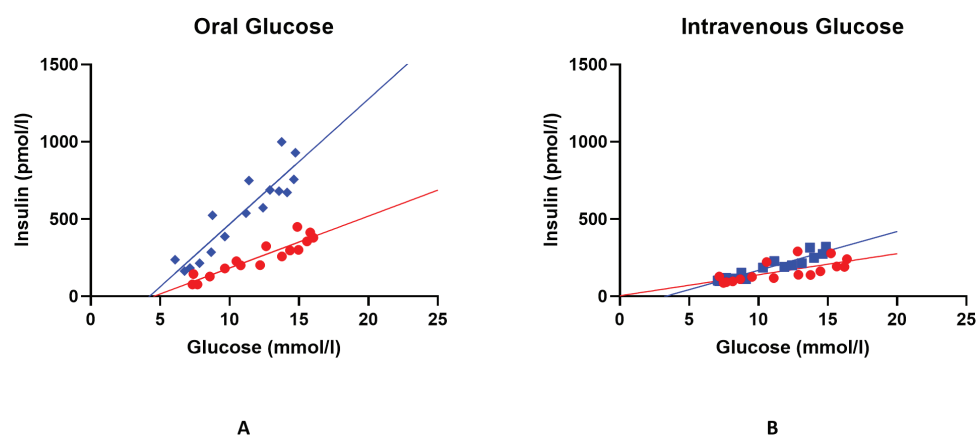 Oral Glucose
1500
1000
500
0
Insulin (pmol/l)
0 5 10 15 20 25
Glucose (mmol/l)
A
Intravenous Glucose
1500
1000
500
0
Insulin (pmol/l)
0 5 10 15 20 25
Glucose (mmol/l)
B